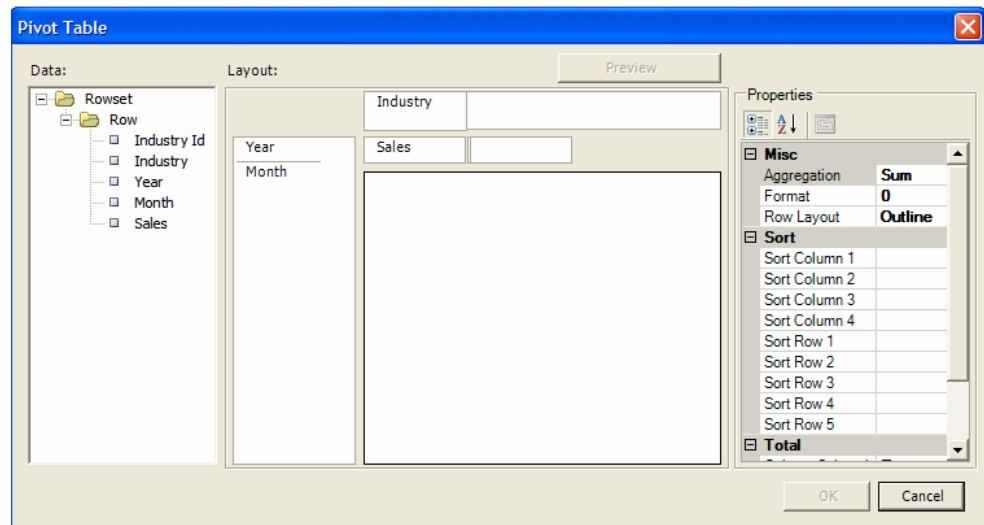 Pivot Table
Data:
Layout:
Preview
Rowset
Row
Industry Id
Industry
Year
Month
Sales
Industry
Year
Month
Sales
Properties
Misc
Aggregation Sum
Format 0
Row Layout Outline
Sort
Sort Column 1
Sort Column 2
Sort Column 3
Sort Column 4
Sort Row 1
Sort Row 2
Sort Row 3
Sort Row 4
Sort Row 5
Total
OK
Cancel